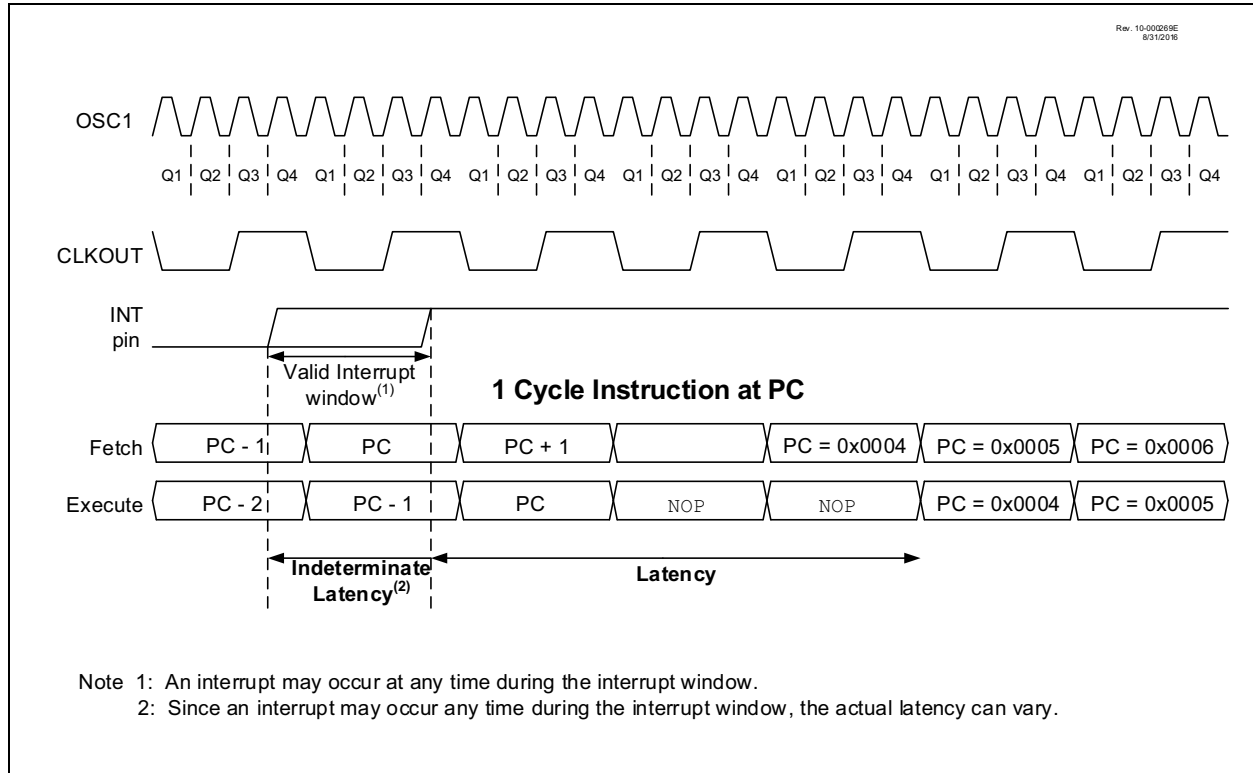 Rev. 10-000269E
8/31/2016
OSC1
Q1 Q2 Q3 Q4 Q1 Q2 Q3 Q4 Q1 Q2 Q3 Q4 Q1 Q2 Q3 Q4 Q1 Q2 Q3 Q4 Q1 Q2 Q3 Q4 Q1 Q2 Q3 Q4
CLKOUT
INT
pin
Valid Interrupt
window(1)
1 Cycle Instruction at PC
Fetch PC - 1 PC PC + 1 PC = 0x0004 PC = 0x0005 PC = 0x0006
Execute PC - 2 PC - 1 PC NOP NOP PC = 0x0004 PC = 0x0005
Indeterminate
Latency(2)
Latency
Note 1: An interrupt may occur at any time during the interrupt window.
2: Since an interrupt may occur any time during the interrupt window, the actual latency can vary.